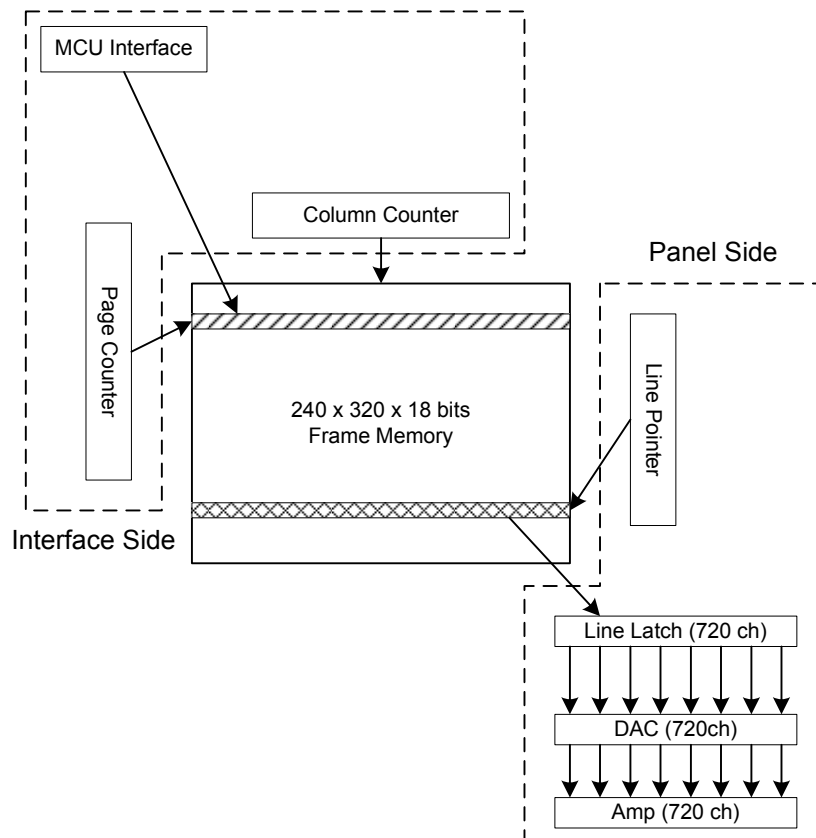 MCU Interface
Column Counter
Panel Side
Page Counter
Line Pointer
240 x 320 x 18 bits
Frame Memory
Interface Side
Line Latch (720 ch)
DAC (720ch)
Amp (720 ch)